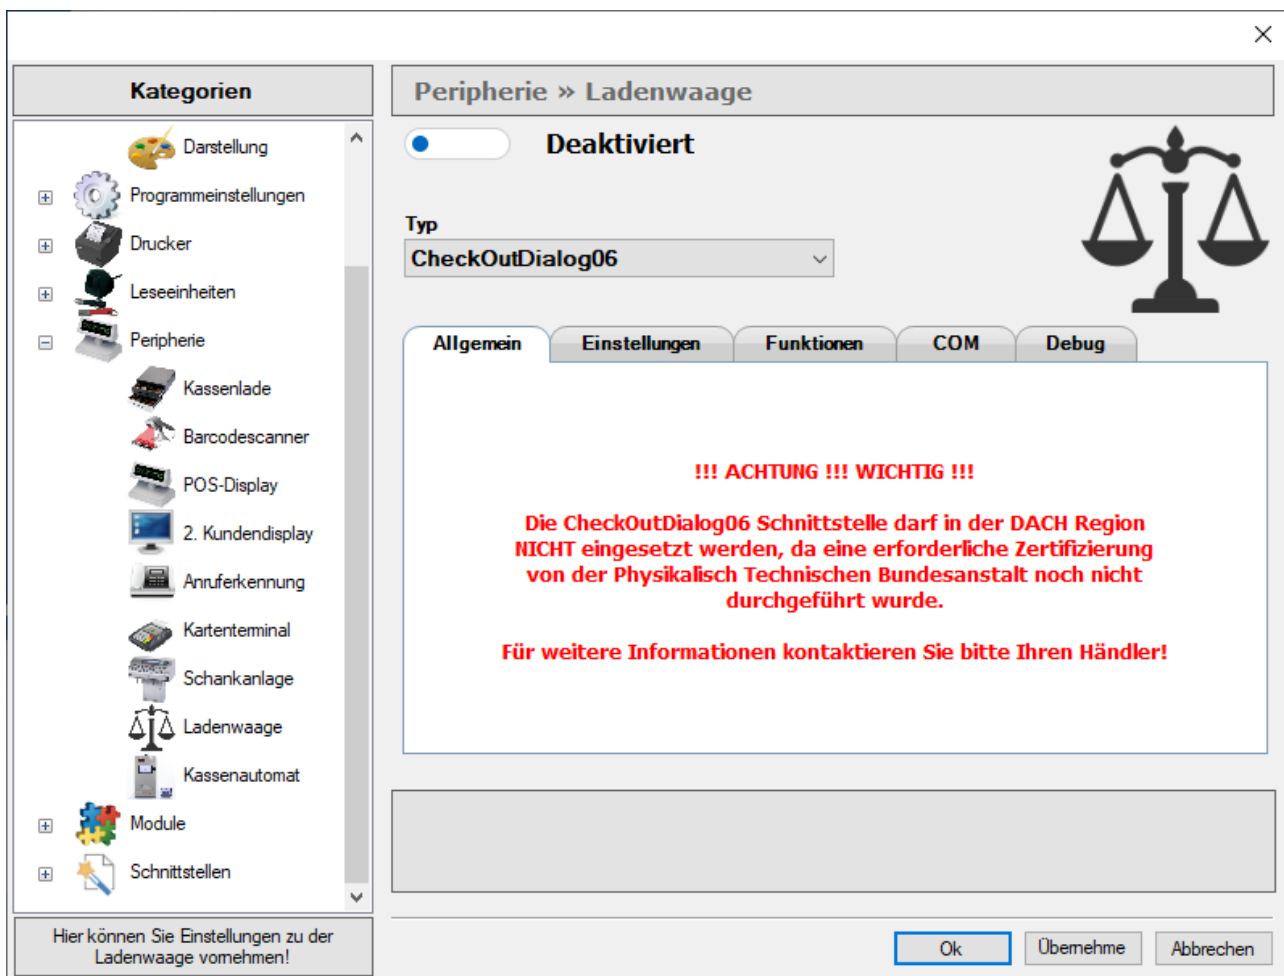 Kategorien
Darstellung
Programmeinstellungen
Drucker
Leseeinheiten
Peripherie
Kassenlade
Barcodescanner
POS-Display
2. Kundendisplay
Anruferkennung
Kartenterminal
Schankanlage
Ladenwaage
Kassenautomat
Module
Schnittstellen
Hier können Sie Einstellungen zu der
Ladenwaage vornehmen!
Peripherie » Ladenwaage
Deaktiviert
Typ
CheckOutDialog06
Allgemein
Einstellungen
Funktionen
COM
Debug
!!! ACHTUNG !!! WICHTIG !!!
Die CheckOutDialog06 Schnittstelle darf in der DACH Region
NICHT eingesetzt werden, da eine erforderliche Zertifizierung
von der Physikalisch Technischen Bundesanstalt noch nicht
durchgeführt wurde.
Für weitere Informationen kontaktieren Sie bitte Ihren Händler!
Ok
Übernehme
Abbrechen